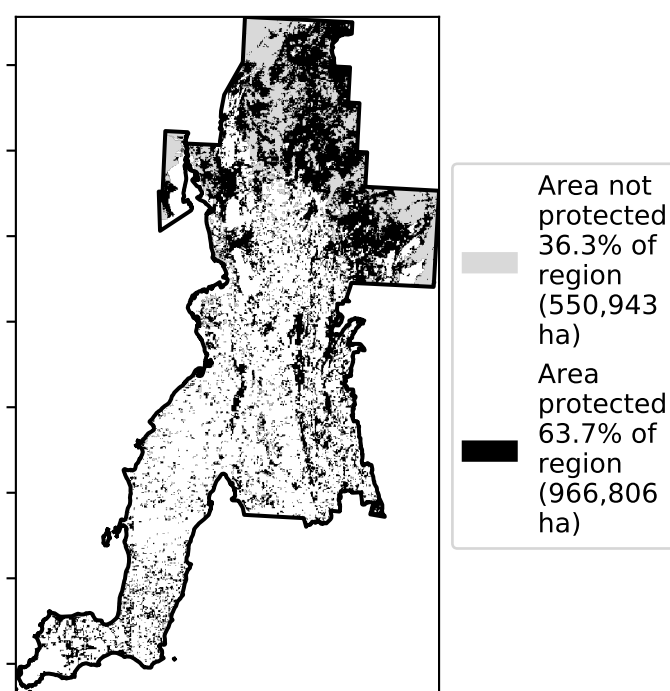 Area not
protected
36.3% of
region
(550,943
ha)
Area
protected
63.7% of
region
(966,806
ha)